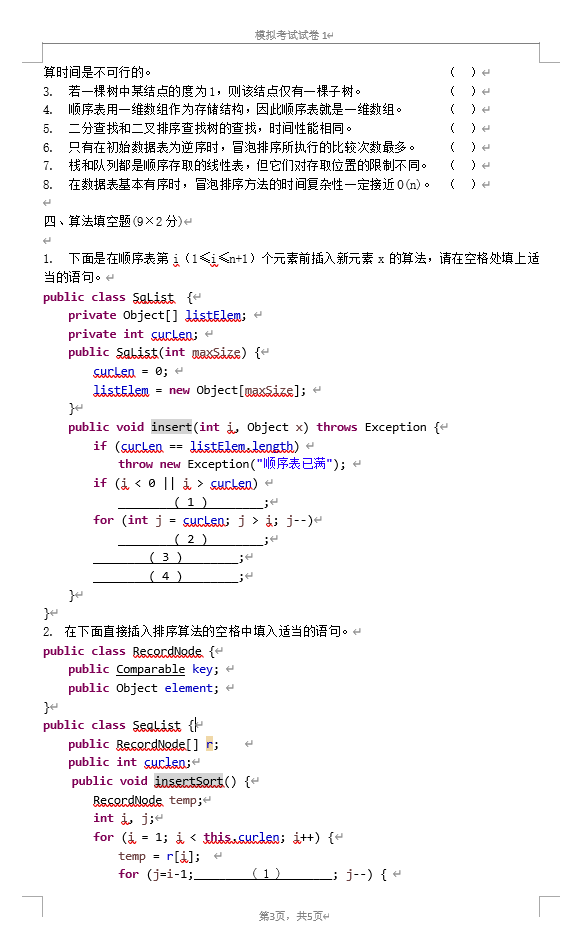 模拟考试试卷 1
算时间是不可行的。 （ ）
3. 若一棵树中某结点的度为1，则该结点仅有一棵子树。 （ ）
4. 顺序表用一维数组作为存储结构，因此顺序表就是一维数组。 （ ）
5. 二分查找和二叉排序查找树的查找，时间性能相同。 （ ）
6. 只有在初始数据表为逆序时，冒泡排序所执行的比较次数最多。 （ ）
7. 栈和队列都是顺序存取的线性表，但它们对存取位置的限制不同。 （ ）
8. 在数据表基本有序时，冒泡排序方法的时间复杂性一定接近O(n)。 （ ）
四、算法填空题(9×2分)
1. 下面是在顺序表第 i（1≤i≤n+1）个元素前插入新元素 x 的算法，请在空格处填上适
当的语句。
public class SqList {
private Object[] listElem;
private int curLen;
public SqList(int maxSize) {
curLen = 0;
listElem = new Object[maxSize];
}
public void insert(int i, Object x) throws Exception {
if (curLen == listElem.length)
throw new Exception("顺序表已满");
if (i < 0 || i > curLen)
________( 1 )________;
for (int j = curLen; j > i; j--)
________( 2 )________;
________( 3 )________;
________( 4 )________;
}
}
2. 在下面直接插入排序算法的空格中填入适当的语句。
public class RecordNode {
public Comparable key;
public Object element;
}
public class SeqList {
public RecordNode[] r;
public int curlen;
public void insertSort() {
RecordNode temp;
int i, j;
for (i = 1; i < this.curlen; i++) {
temp = r[i];
for (j=i-1;________（1）________; j--) {
第3页，共5页